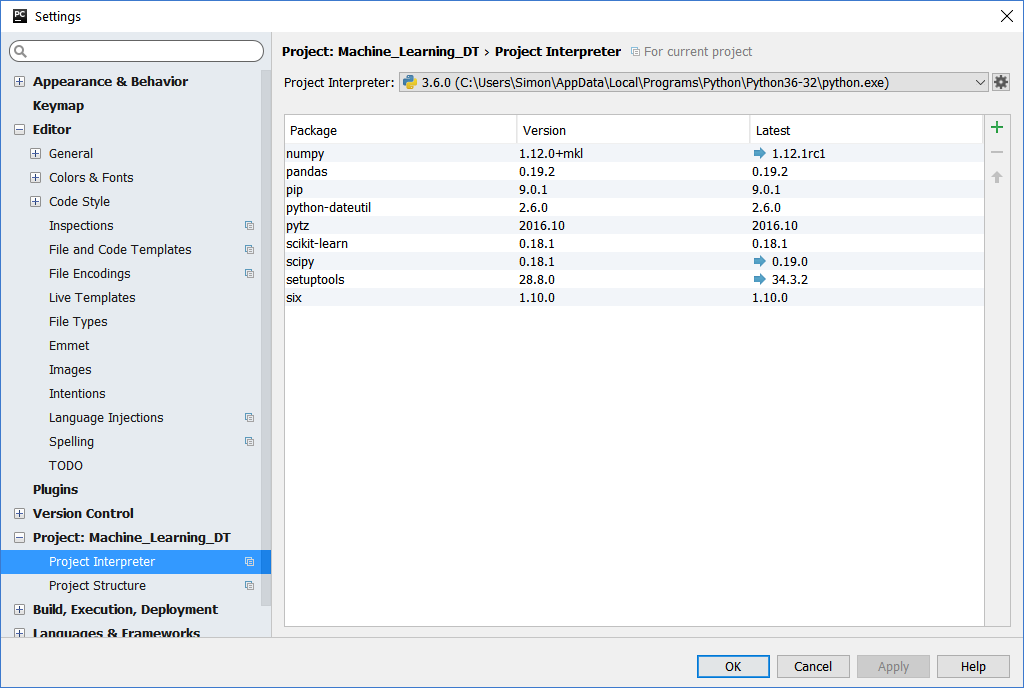 PC Settings
Appearance & Behavior
Keymap
Editor
General
Colors & Fonts
Code Style
Inspections
File and Code Templates
File Encodings
Live Templates
File Types
Emmet
Images
Intentions
Language Injections
Spelling
TODO
Plugins
Version Control
Project: Machine_Learning_DT
Project Interpreter
Project Structure
Build, Execution, Deployment
Languages & Frameworks
Project: Machine_Learning_DT › Project Interpreter For current project
Project Interpreter: 3.6.0 (C:\Users\Simon\AppData\Local\Programs\Python\Python36-32\python.exe)
Package Version Latest
numpy 1.12.0+mkl 1.12.1rc1
pandas 0.19.2 0.19.2
pip 9.0.1 9.0.1
python-dateutil 2.6.0 2.6.0
pytz 2016.10 2016.10
scikit-learn 0.18.1 0.18.1
scipy 0.18.1 0.19.0
setuptools 28.8.0 34.3.2
six 1.10.0 1.10.0
OK Cancel Apply Help